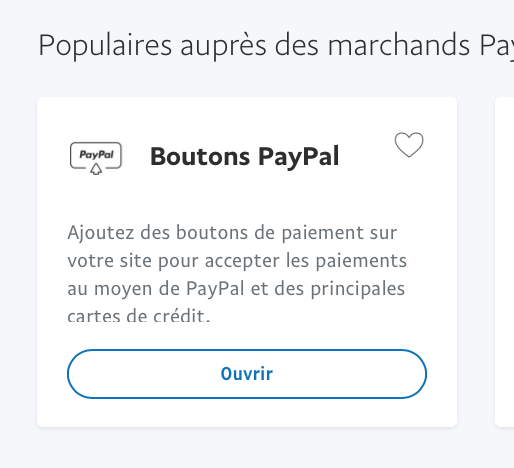 Populaires auprès des marchands Pay
PayPal
Boutons PayPal
Ajoutez des boutons de paiement sur
votre site pour accepter les paiements
au moyen de PayPal et des principales
cartes de crédit.
Ouvrir